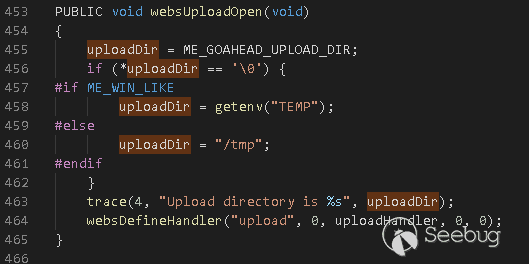 453 PUBLIC void websUploadOpen(void)
454 {
455     uploadDir = ME_GOAHEAD_UPLOAD_DIR;
456     if (*uploadDir == '\0') {
457 #if ME_WIN_LIKE
458         uploadDir = getenv("TEMP");
459 #else
460         uploadDir = "/tmp";
461 #endif
462     }
463     trace(4, "Upload directory is %s", uploadDir);
464     websDefineHandler("upload", 0, uploadHandler, 0, 0);
465 }
466
Seebug